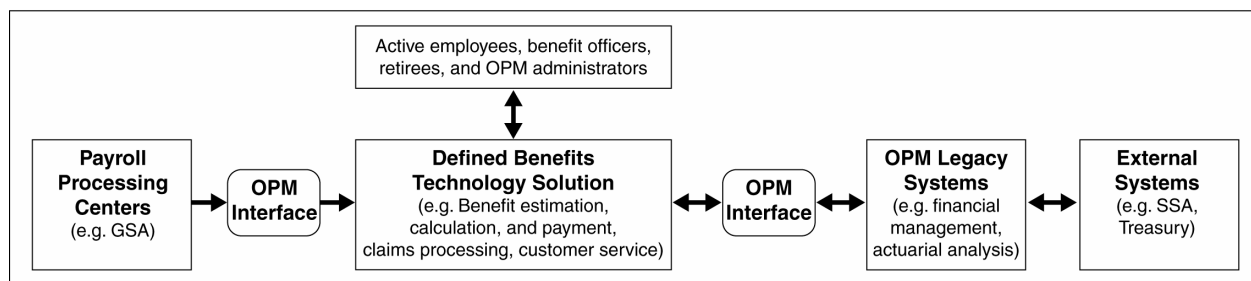 Active employees, benefit officers,
retirees, and OPM administrators
Payroll
Processing
Centers
(e.g. GSA)
OPM
Interface
Defined Benefits
Technology Solution
(e.g. Benefit estimation,
calculation, and payment,
claims processing, customer service)
OPM
Interface
OPM Legacy
Systems
(e.g. financial
management,
actuarial analysis)
External
Systems
(e.g. SSA,
Treasury)